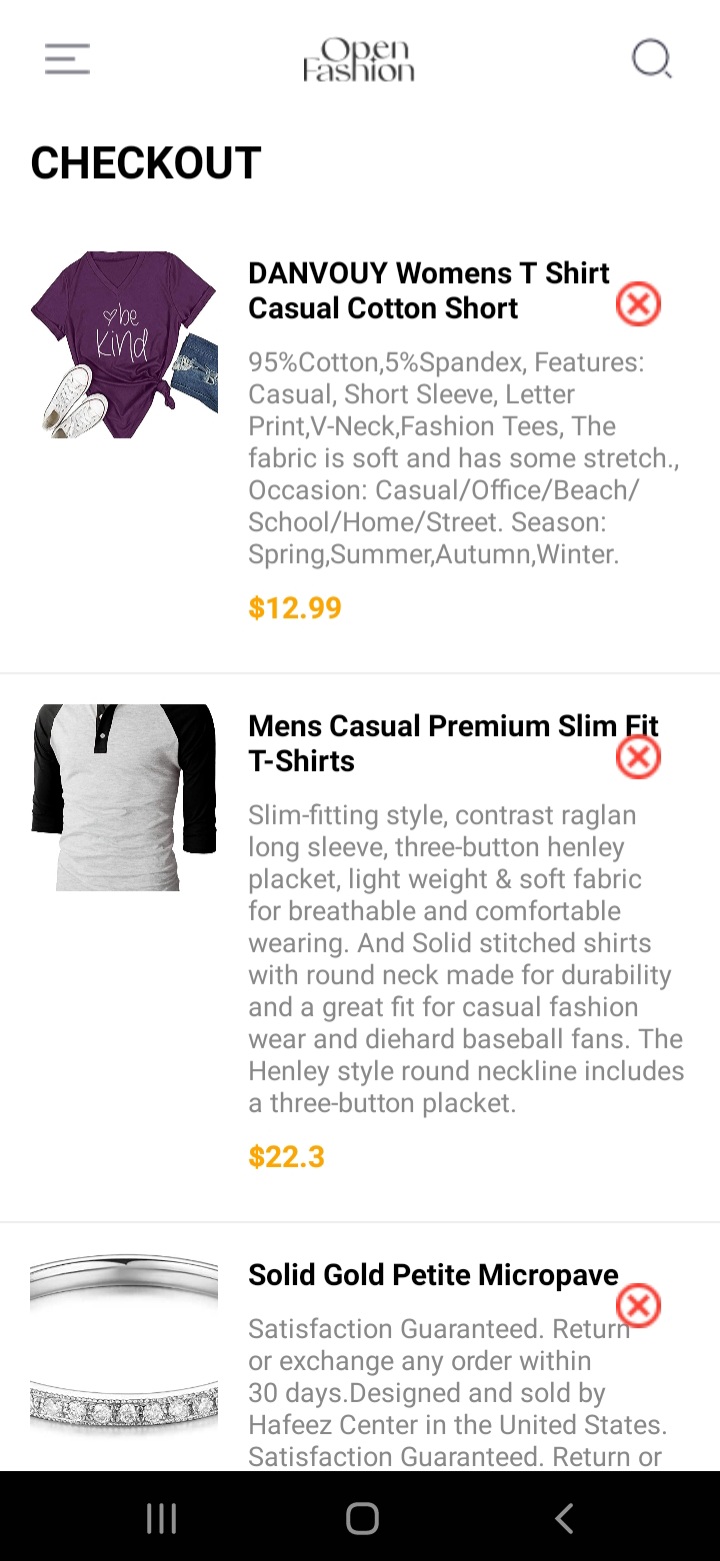 Open
Fashion
CHECKOUT
be
kind
DANVOUY Womens T Shirt
Casual Cotton Short
95%Cotton,5%Spandex, Features:
Casual, Short Sleeve, Letter
Print,V-Neck,Fashion Tees, The
fabric is soft and has some stretch.,
Occasion: Casual/Office/Beach/
School/Home/Street. Season:
Spring,Summer,Autumn,Winter.
$12.99
Mens Casual Premium Slim Fit
T-Shirts
Slim-fitting style, contrast raglan
long sleeve, three-button henley
placket, light weight & soft fabric
for breathable and comfortable
wearing. And Solid stitched shirts
with round neck made for durability
and a great fit for casual fashion
wear and diehard baseball fans. The
Henley style round neckline includes
a three-button placket.
$22.3
Solid Gold Petite Micropave
Satisfaction Guaranteed. Return
or exchange any order within
30 days.Designed and sold by
Hafeez Center in the United States.
Satisfaction Guaranteed. Return or